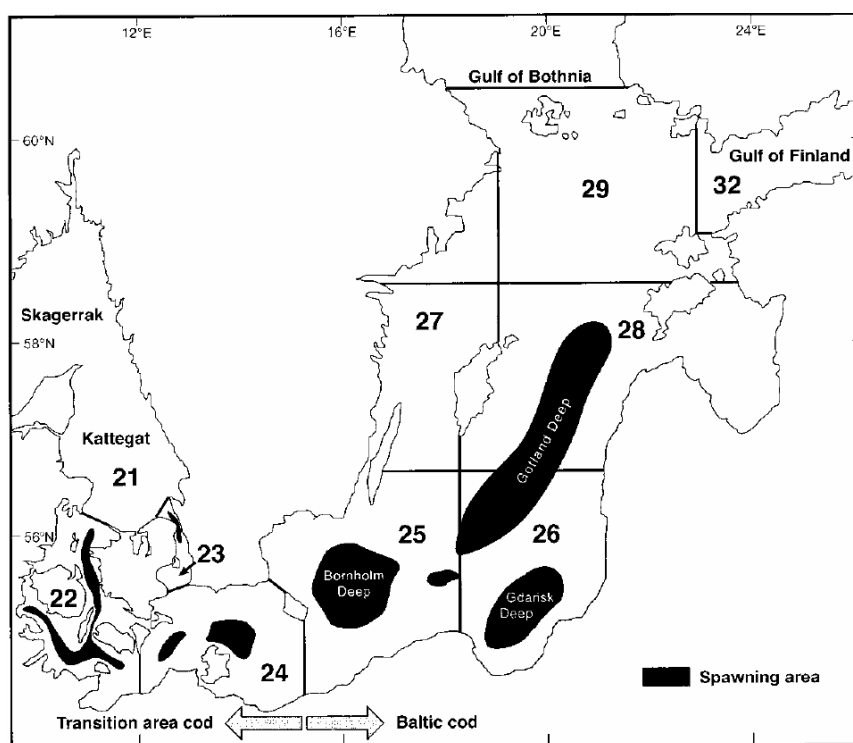 12°E
16°E
20°E
24°E
Gulf of Bothnia
60°N
Gulf of Finland
29
32
Skagerrak
27
28
58°N
Gotland Deep
Kattegat
21
56°N
23
25
26
22
Bornholm
Deep
Gdańsk
Deep
24
Spawning area
Transition area cod
Baltic cod